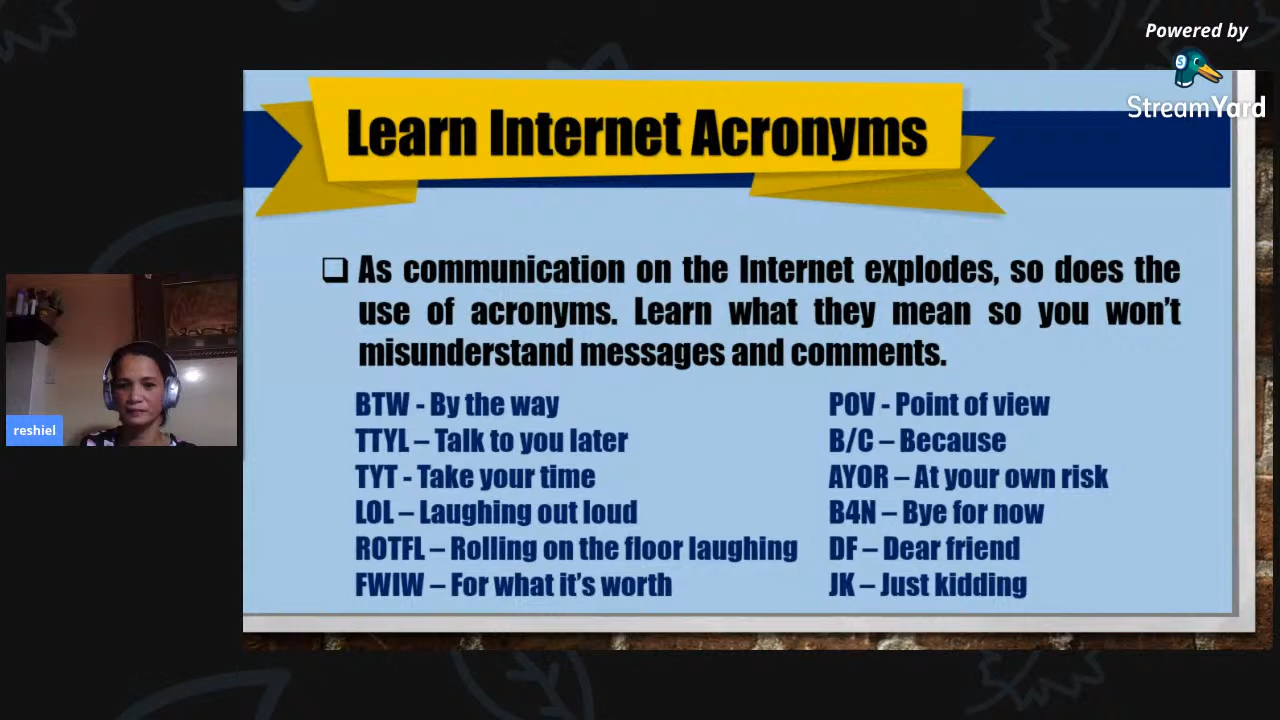 Powered by
StreamYard
Learn Internet Acronyms
As communication on the Internet explodes, so does the
use of acronyms. Learn what they mean so you won’t
misunderstand messages and comments.
BTW - By the way
TTYL – Talk to you later
TYT - Take your time
LOL – Laughing out loud
ROTFL – Rolling on the floor laughing
FWIW – For what it’s worth
POV - Point of view
B/C – Because
AYOR – At your own risk
B4N – Bye for now
DF – Dear friend
JK – Just kidding
reshiel